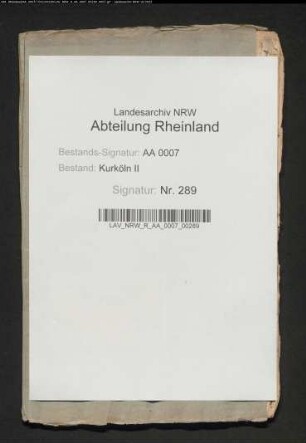 Landesarchiv NRW
Abteilung Rheinland
Bestands-Signatur: AA 0007
Bestand: Kurköln II
Signatur: Nr. 289
LAV_NRW_R_AA_0007_00289